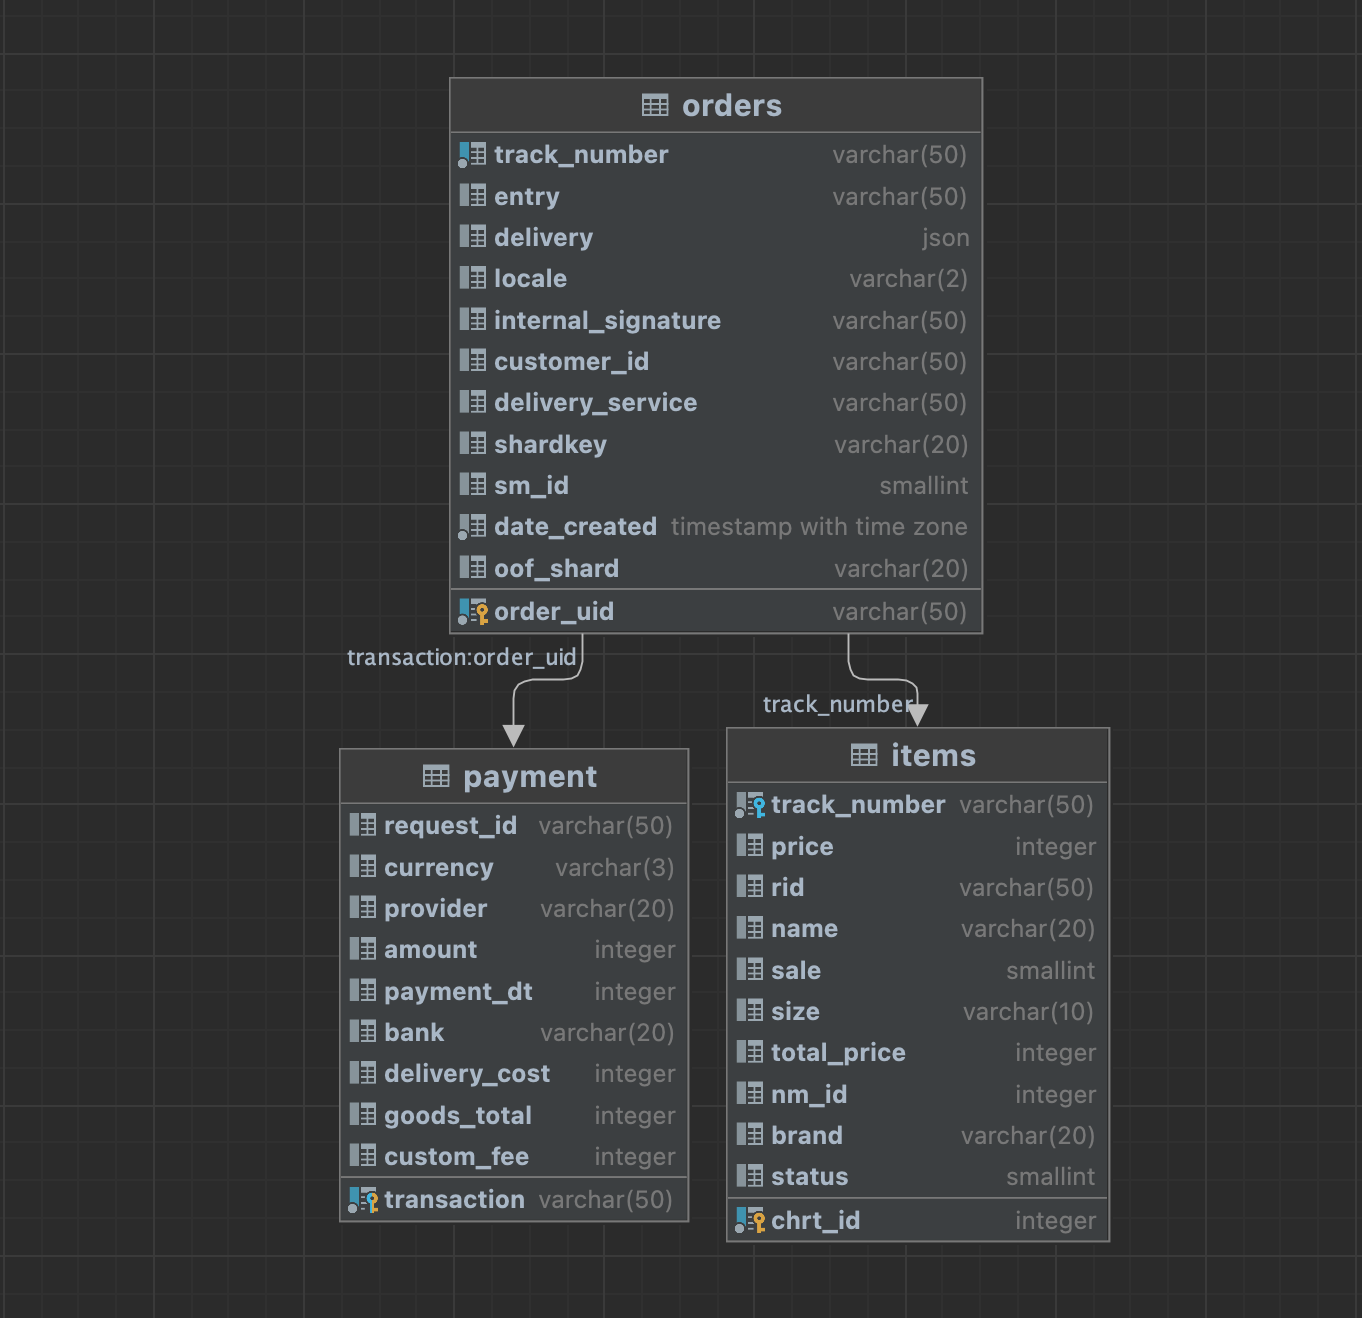 orders
track_number varchar(50)
entry varchar(50)
delivery json
locale varchar(2)
internal_signature varchar(50)
customer_id varchar(50)
delivery_service varchar(50)
shardkey varchar(20)
sm_id smallint
date_created timestamp with time zone
oof_shard varchar(20)
order_uid varchar(50)
transaction:order_uid
track_number
payment
request_id varchar(50)
currency varchar(3)
provider varchar(20)
amount integer
payment_dt integer
bank varchar(20)
delivery_cost integer
goods_total integer
custom_fee integer
transaction varchar(50)
items
track_number varchar(50)
price integer
rid varchar(50)
name varchar(20)
sale smallint
size varchar(10)
total_price integer
nm_id integer
brand varchar(20)
status smallint
chrt_id integer